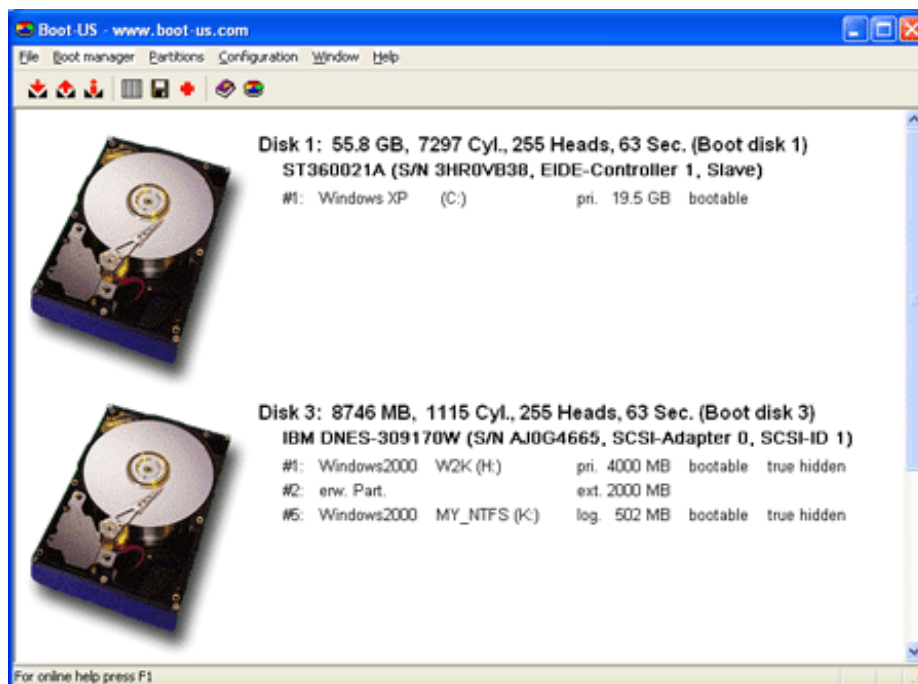 Boot-US - www.boot-us.com
File Boot manager Partitions Configuration Window Help
Disk 1: 55.8 GB, 7297 Cyl., 255 Heads, 63 Sec. (Boot disk 1)
ST360021A (S/N 3HR0VB38, EIDE-Controller 1, Slave)
#1: Windows XP (C:) pri. 19.5 GB bootable
Disk 3: 8746 MB, 1115 Cyl., 255 Heads, 63 Sec. (Boot disk 3)
IBM DNES-309170W (S/N AJ0G4665, SCSI-Adapter 0, SCSI-ID 1)
#1: Windows2000 W2K (H:) pri. 4000 MB bootable true hidden
#2: erw. Part. ext. 2000 MB
#5: Windows2000 MY_NTFS (K:) log. 502 MB bootable true hidden
For online help press F1